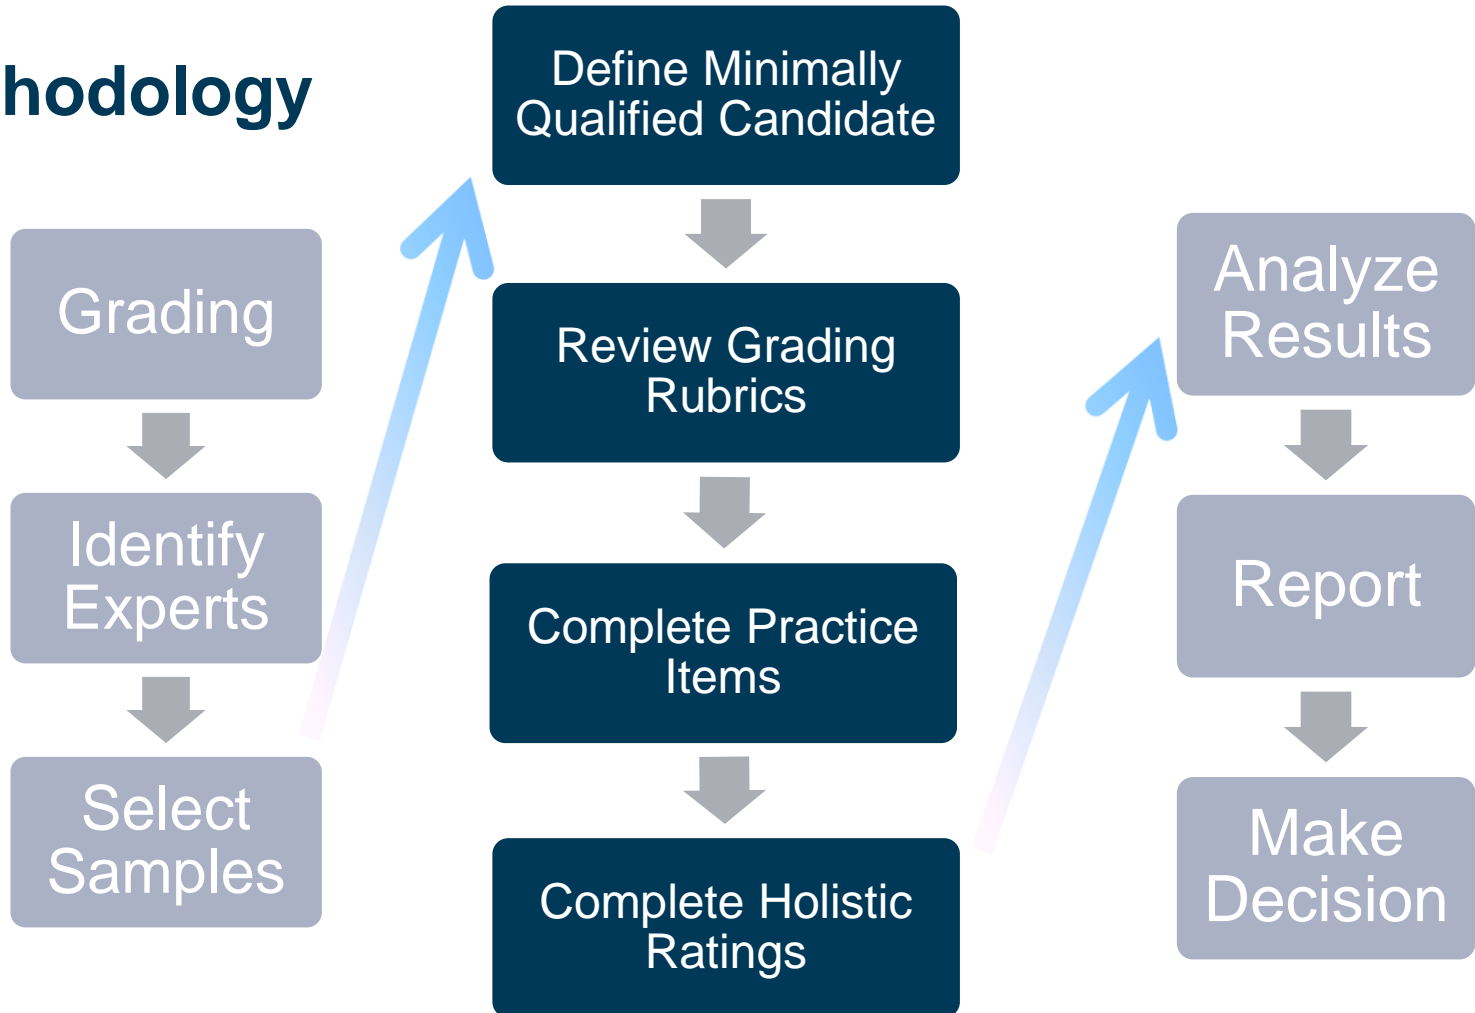 hodology
Grading
Identify
Experts
Select
Samples
Define Minimally
Qualified Candidate
Review Grading
Rubrics
Complete Practice
Items
Complete Holistic
Ratings
Analyze
Results
Report
Make
Decision